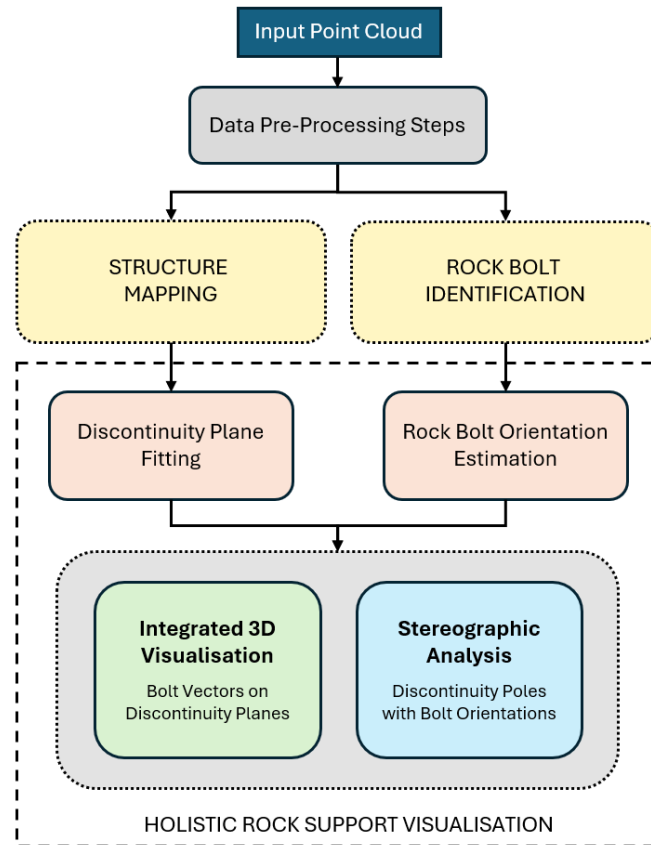 Input Point Cloud
Data Pre-Processing Steps
STRUCTURE
MAPPING
ROCK BOLT
IDENTIFICATION
Discontinuity Plane
Fitting
Rock Bolt Orientation
Estimation
Integrated 3D
Visualisation
Bolt Vectors on
Discontinuity Planes
Stereographic
Analysis
Discontinuity Poles
with Bolt Orientations
HOLISTIC ROCK SUPPORT VISUALISATION